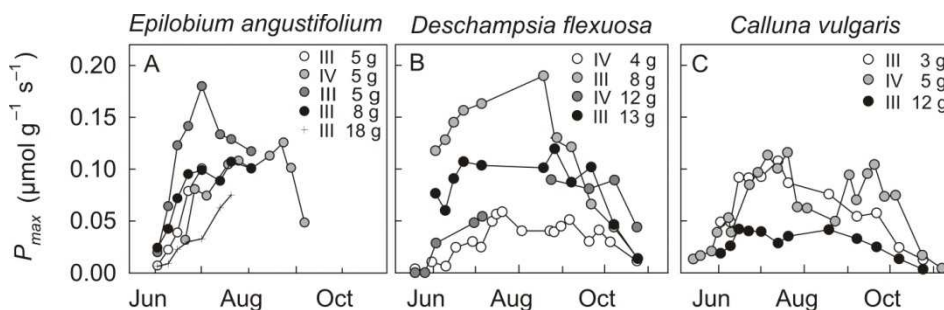 Epilobium angustifolium
Deschampsia flexuosa
Calluna vulgaris
P_max (μmol g⁻¹ s⁻¹)
0.20
0.15
0.10
0.05
0.00
A
III 5 g
IV 5 g
III 5 g
III 8 g
III 18 g
Jun Aug Oct
B
IV 4 g
III 8 g
IV 12 g
III 13 g
Jun Aug Oct
C
III 3 g
IV 5 g
III 12 g
Jun Aug Oct